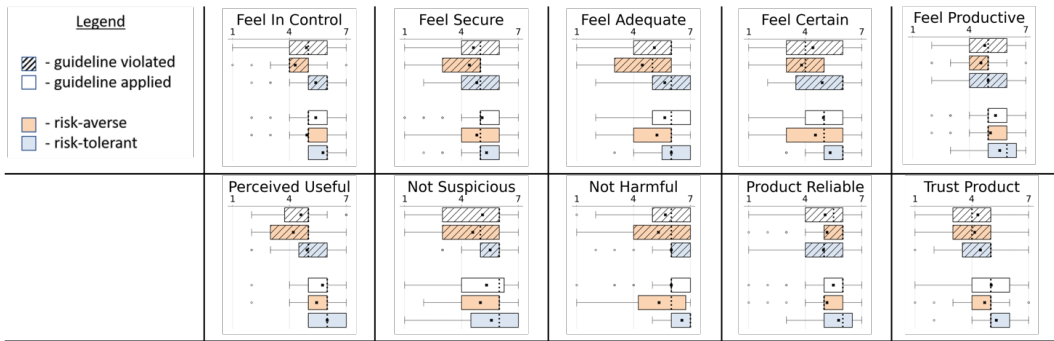 Legend
- guideline violated
- guideline applied
- risk-averse
- risk-tolerant
Feel In Control
1 4 7
Feel Secure
1 4 7
Feel Adequate
1 4 7
Feel Certain
1 4 7
Feel Productive
1 4 7
Perceived Useful
1 4 7
Not Suspicious
1 4 7
Not Harmful
1 4 7
Product Reliable
1 4 7
Trust Product
1 4 7